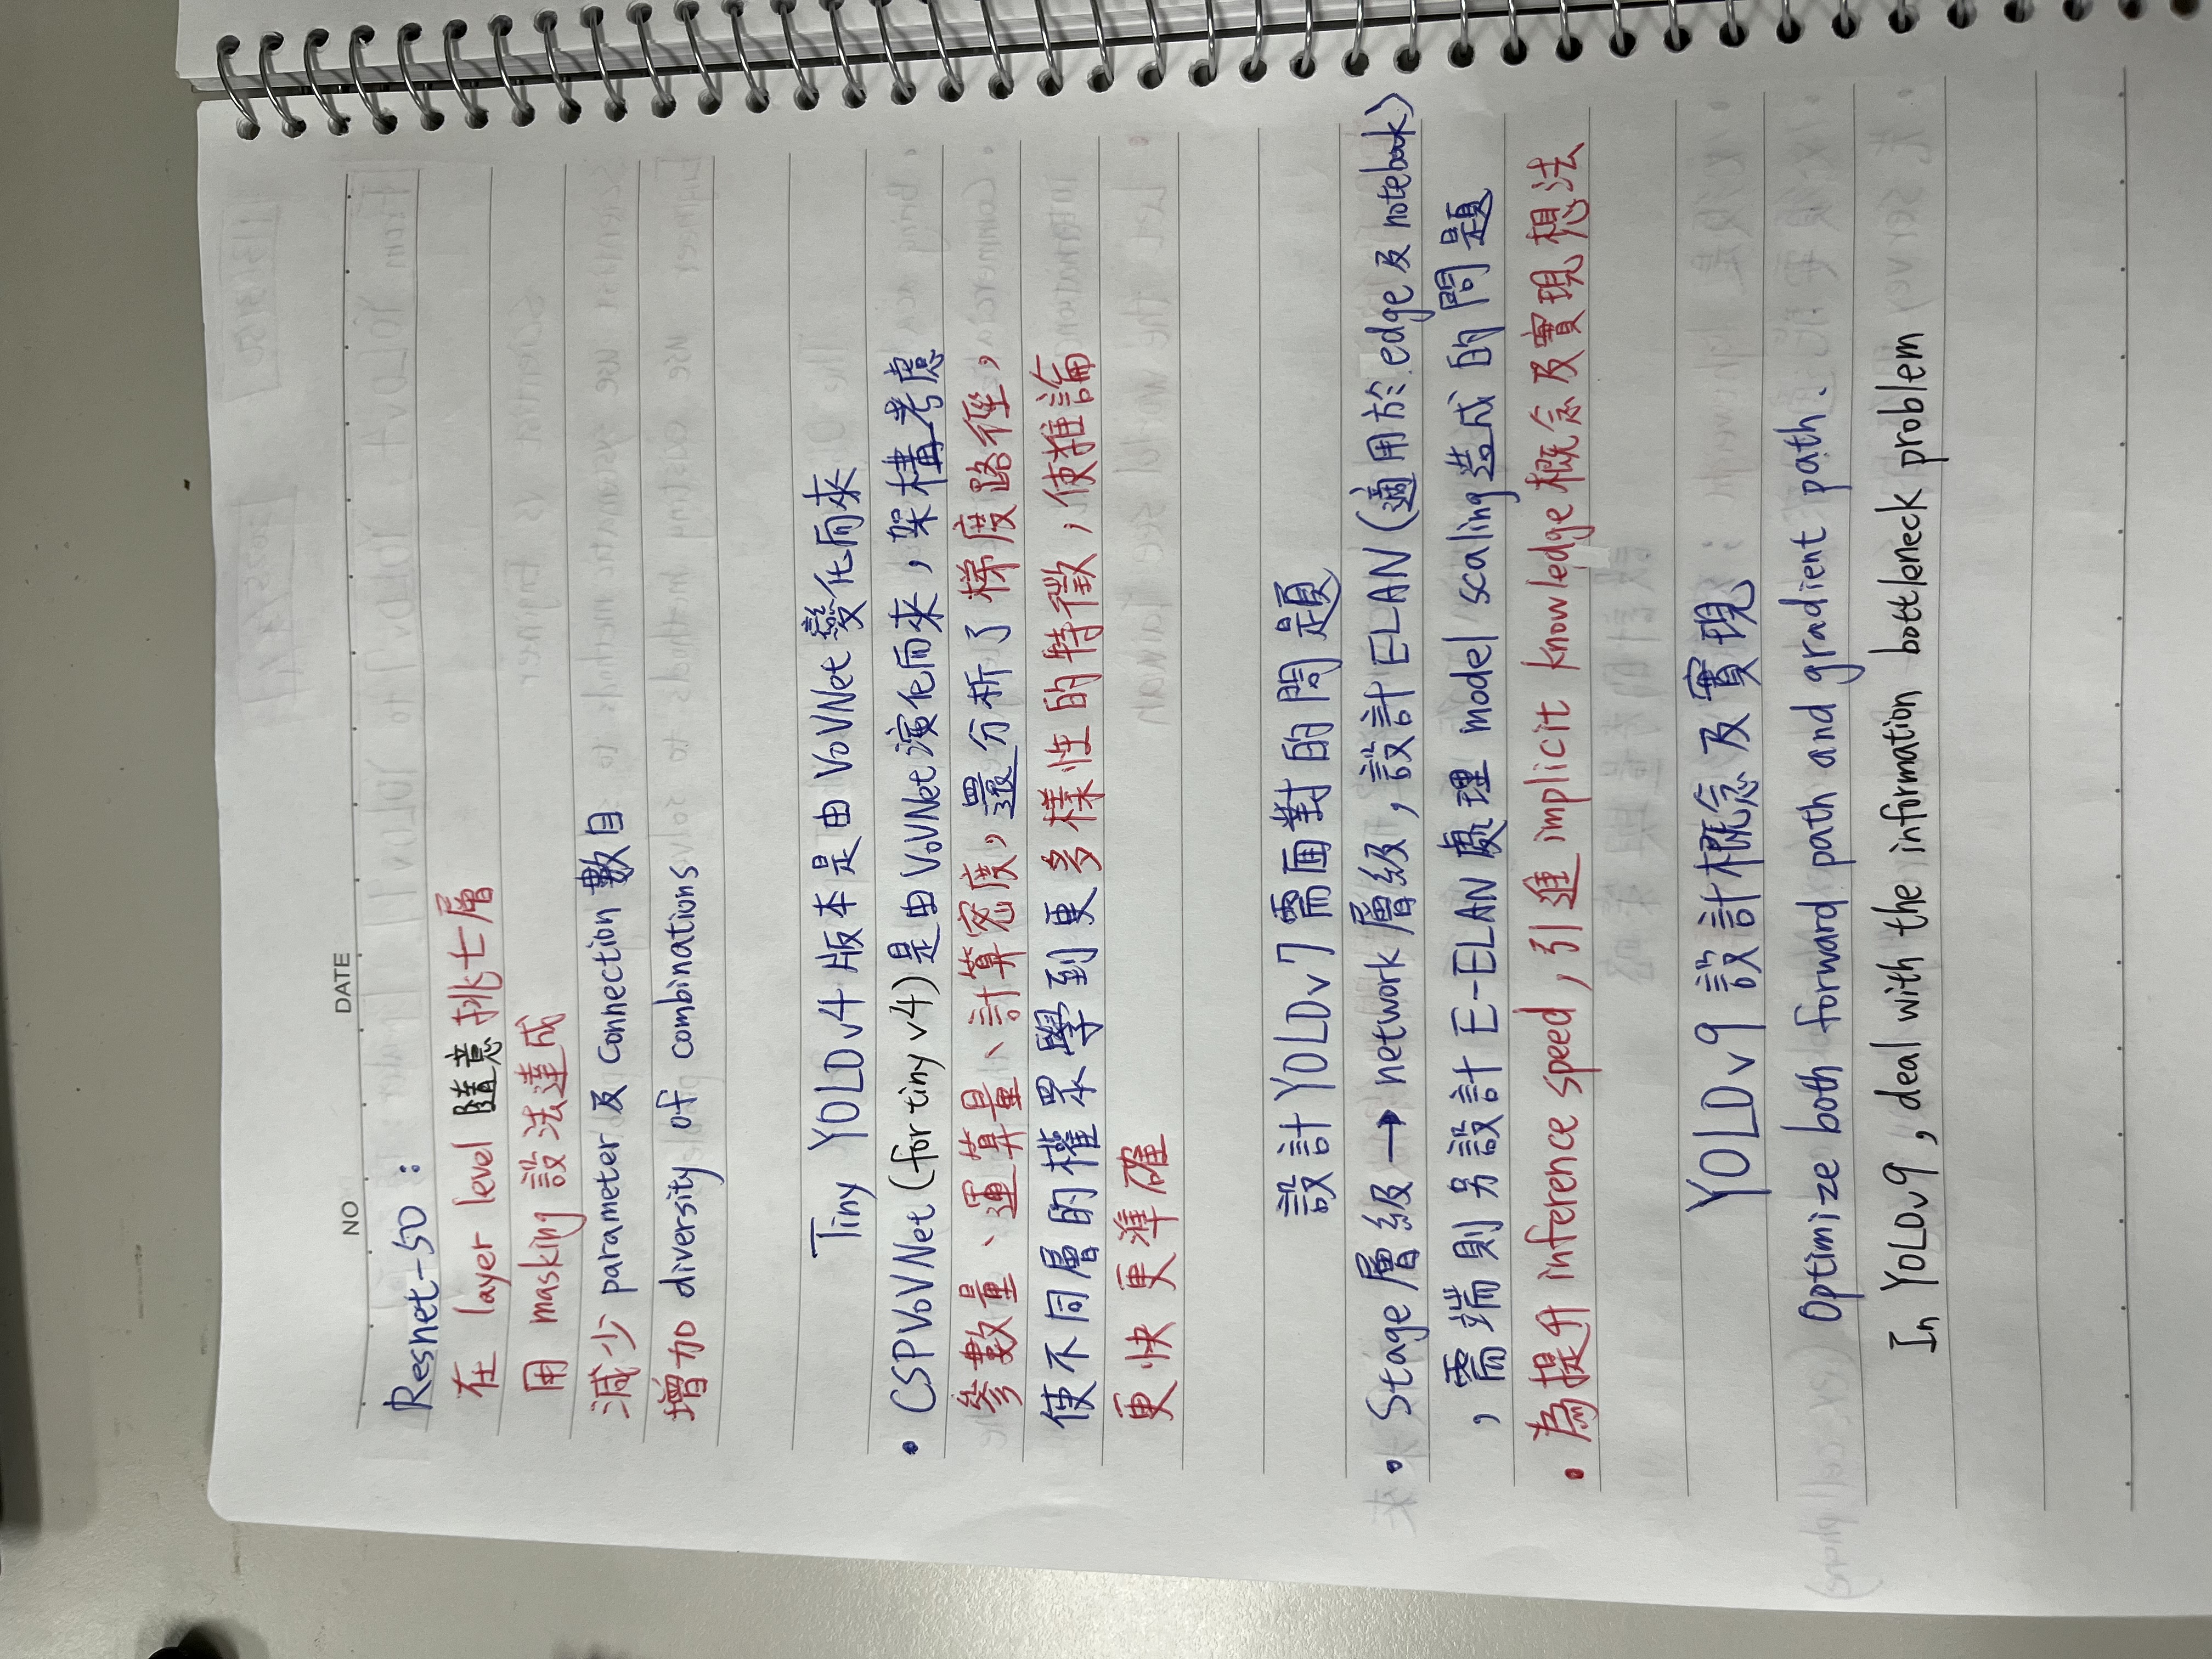 NO DATE
Resnet-50：
在 layer level 隨意挑七層
用 masking 設法達成
減少 parameter 及 connection 數目
增加 diversity of combinations
Tiny YOLOv4 版本是由 VoVNet 變化而來
• CSPVoVNet (for tiny v4) 是由 VoVNet 演化而來，架構考慮
參數量、運算量、計算密度，還分析了梯度路徑，
使不同層的權眾學到更多樣性的特徵，使推論
更快更準確
設計YOLOv7需面對的問題
• Stage 層級 → network 層級，設計 ELAN (適用於 edge 及 notebook)
，雲端則另設計 E-ELAN 處理 model scaling 造成的問題
• 為提升 inference speed，引進 implicit knowledge 概念及實現想法
YOLOv9 設計概念及實現
Optimize both forward path and gradient path.
In YOLOv9, deal with the information bottleneck problem